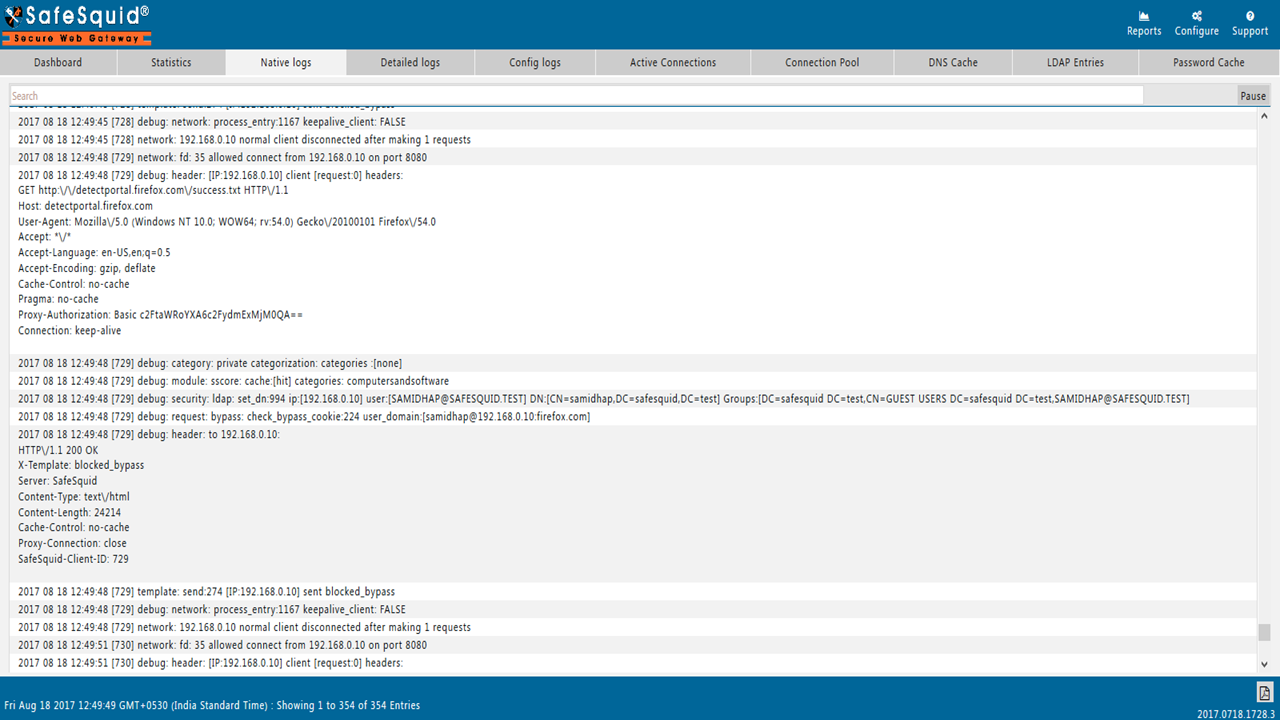 SafeSquid®
Secure Web Gateway
Reports Configure Support
Dashboard Statistics Native logs Detailed logs Config logs Active Connections Connection Pool DNS Cache LDAP Entries Password Cache
Search Pause
2017 08 18 12:49:45 [728] debug: network: process_entry:1167 keepalive_client: FALSE
2017 08 18 12:49:45 [728] network: 192.168.0.10 normal client disconnected after making 1 requests
2017 08 18 12:49:48 [729] network: fd: 35 allowed connect from 192.168.0.10 on port 8080
2017 08 18 12:49:48 [729] debug: header: [IP:192.168.0.10] client [request:0] headers:
GET http:\/\/detectportal.firefox.com\/success.txt HTTP\/1.1
Host: detectportal.firefox.com
User-Agent: Mozilla\/5.0 (Windows NT 10.0; WOW64; rv:54.0) Gecko\/20100101 Firefox\/54.0
Accept: *\/*
Accept-Language: en-US,en;q=0.5
Accept-Encoding: gzip, deflate
Cache-Control: no-cache
Pragma: no-cache
Proxy-Authorization: Basic c2FtaWRoYXA6c2FydmExMjM0QA==
Connection: keep-alive
2017 08 18 12:49:48 [729] debug: category: private categorization: categories :[none]
2017 08 18 12:49:48 [729] debug: module: sscore: cache:[hit] categories: computersandsoftware
2017 08 18 12:49:48 [729] debug: security: ldap: set_dn:994 ip:[192.168.0.10] user:[SAMIDHAP@SAFESQUID.TEST] DN:[CN=samidhap,DC=safesquid,DC=test] Groups:[DC=safesquid DC=test,CN=GUEST USERS DC=safesquid DC=test,SAMIDHAP@SAFESQUID.TEST]
2017 08 18 12:49:48 [729] debug: request: bypass: check_bypass_cookie:224 user_domain:[samidhap@192.168.0.10:firefox.com]
2017 08 18 12:49:48 [729] debug: header: to 192.168.0.10:
HTTP\/1.1 200 OK
X-Template: blocked_bypass
Server: SafeSquid
Content-Type: text\/html
Content-Length: 24214
Cache-Control: no-cache
Proxy-Connection: close
SafeSquid-Client-ID: 729
2017 08 18 12:49:48 [729] template: send:274 [IP:192.168.0.10] sent blocked_bypass
2017 08 18 12:49:48 [729] debug: network: process_entry:1167 keepalive_client: FALSE
2017 08 18 12:49:48 [729] network: 192.168.0.10 normal client disconnected after making 1 requests
2017 08 18 12:49:51 [730] network: fd: 35 allowed connect from 192.168.0.10 on port 8080
2017 08 18 12:49:51 [730] debug: header: [IP:192.168.0.10] client [request:0] headers:
Fri Aug 18 2017 12:49:49 GMT+0530 (India Standard Time) : Showing 1 to 354 of 354 Entries
2017.0718.1728.3